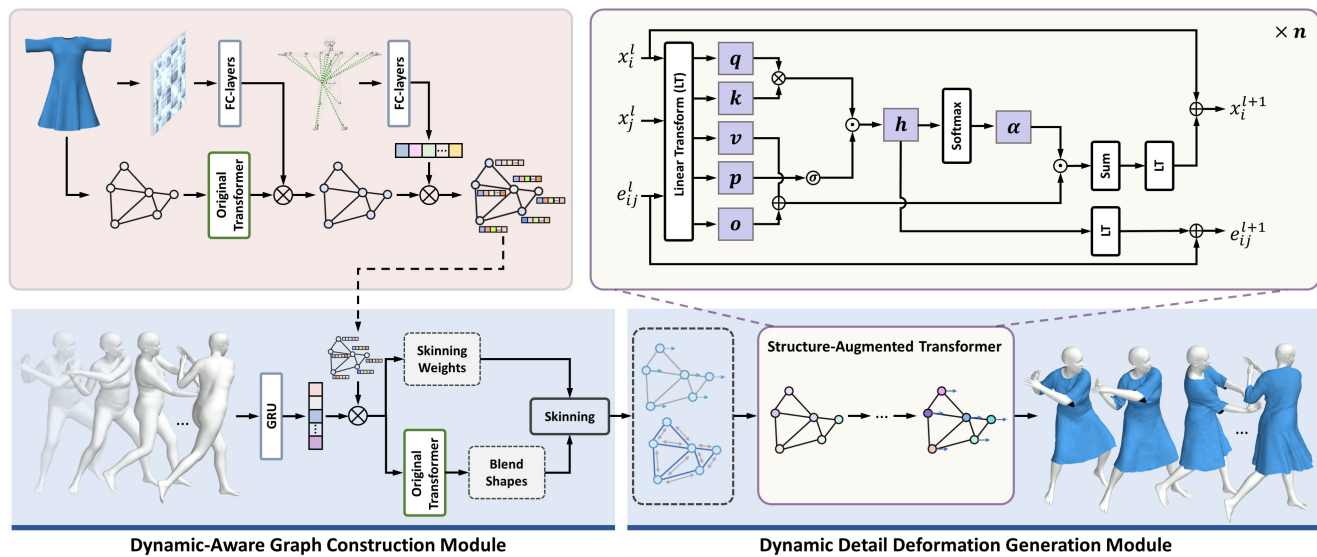 FC-layers
FC-layers
...
Original
Transformer
⊗
⊗
× n
x_i^l
x_j^l
e_ij^l
Linear Transform (LT)
q
k
v
p
o
σ
h
Softmax
α
Sum
LT
LT
x_i^{l+1}
e_ij^{l+1}
...
GRU
...
Skinning
Weights
Original
Transformer
Blend
Shapes
Skinning
Structure-Augmented Transformer
...
...
Dynamic-Aware Graph Construction Module
Dynamic Detail Deformation Generation Module